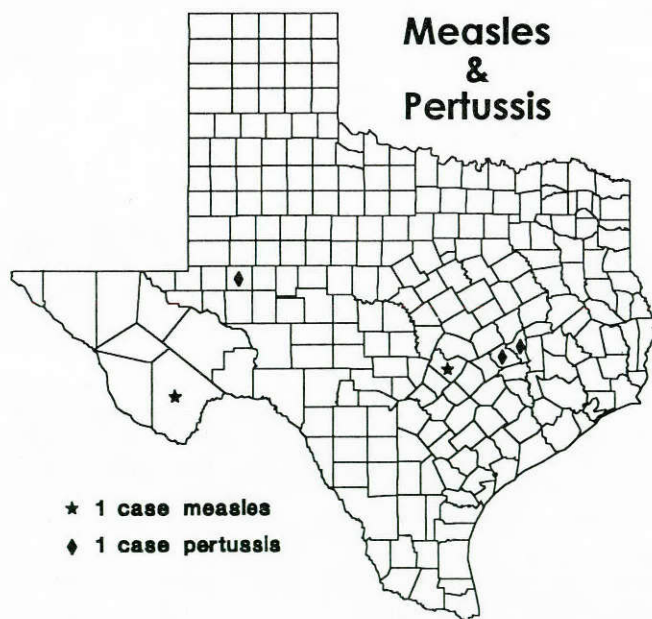 Measles
&
Pertussis
★ 1 case measles
♦ 1 case pertussis